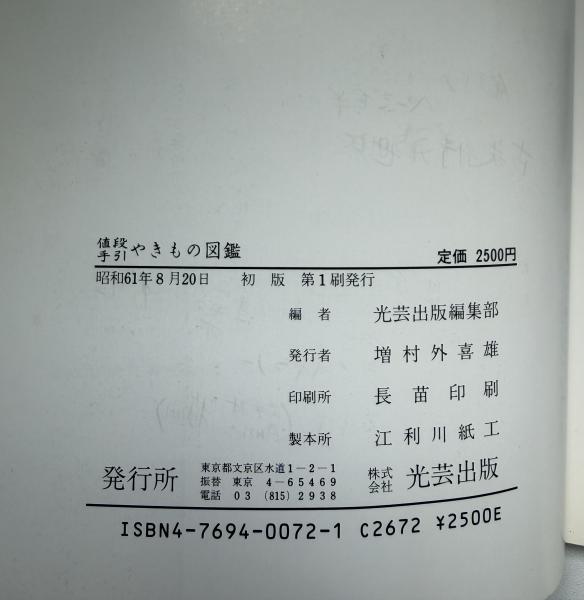 値段手引 やきもの図鑑 定価 2500円
昭和61年8月20日 初版 第1刷発行
編者 光芸出版編集部
発行者 増村外喜雄
印刷所 長苗印刷
製本所 江利川紙工
発行所 東京都文京区水道1-2-1
振替 東京 4-65469
電話 03 (815) 2938
株式会社 光芸出版
ISBN4-7694-0072-1 C2672 ¥2500E